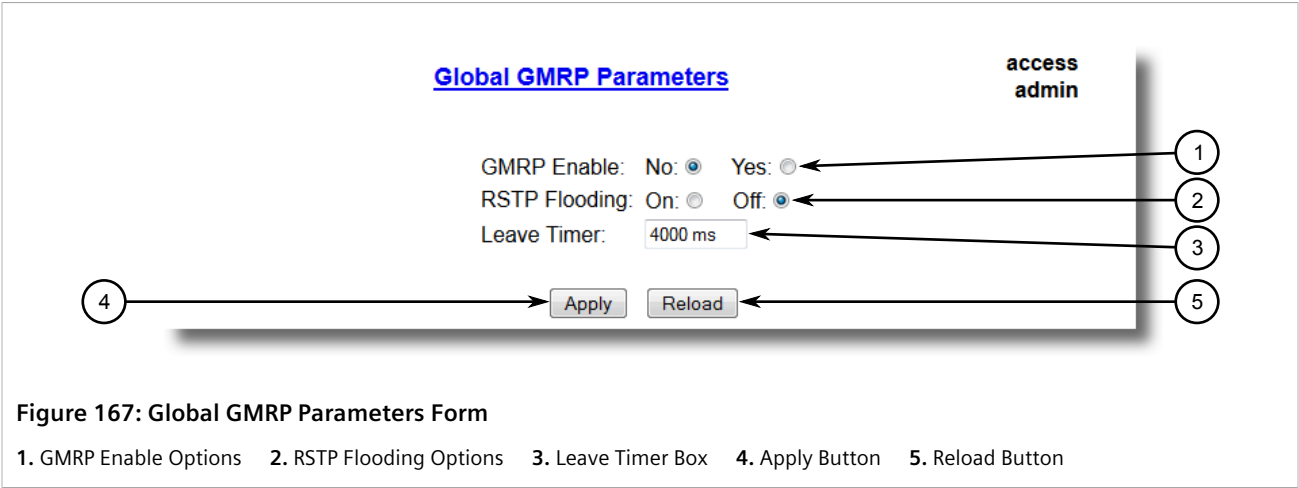 Global GMRP Parameters
access
admin
GMRP Enable: No: Yes:
RSTP Flooding: On: Off:
Leave Timer: 4000 ms
Apply Reload
1
2
3
4
5
Figure 167: Global GMRP Parameters Form
1. GMRP Enable Options 2. RSTP Flooding Options 3. Leave Timer Box 4. Apply Button 5. Reload Button